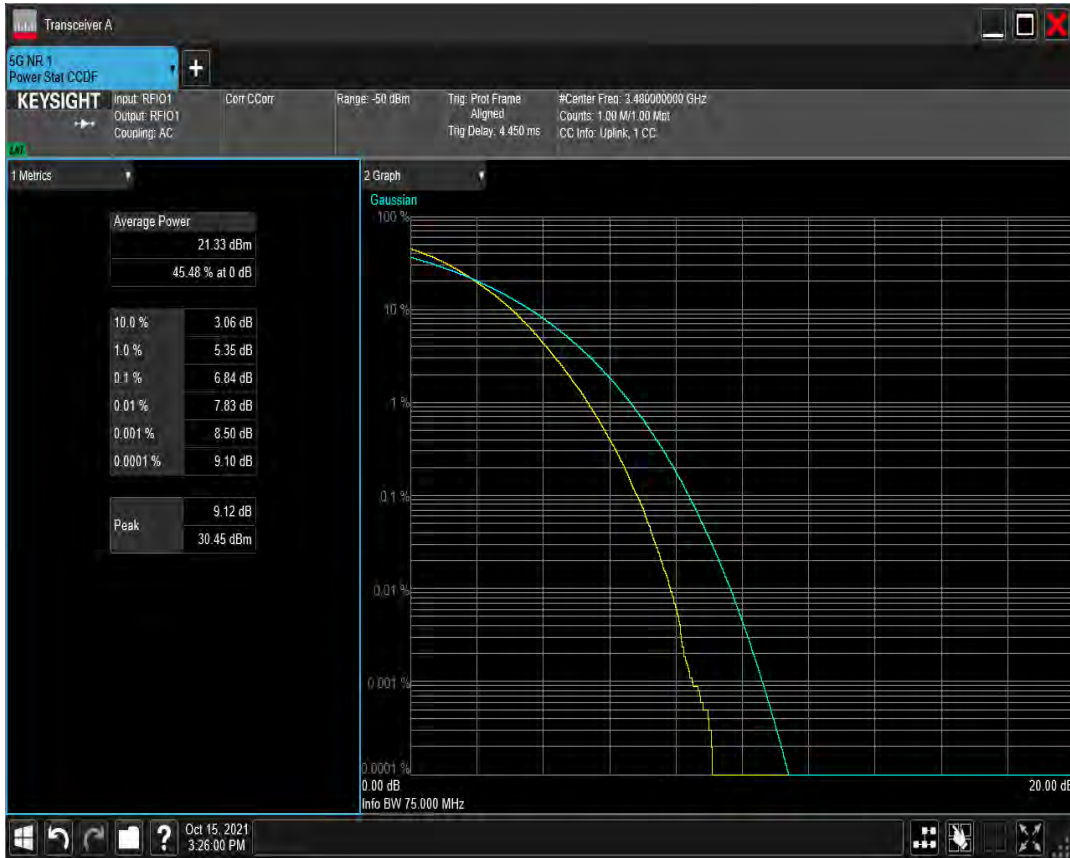 Transceiver A
5G NR 1
Power Stat CCDF
+
KEYSIGHT
Input: RFIO1
Output: RFIO1
Coupling: AC
Corr CCorr
Range: -50 dBm
Trig: Prot Frame
Aligned
Trig Delay: 4.450 ms
#Center Freq: 3.480000000 GHz
Counts: 1.00 M/1.00 Mpt
CC Info: Uplink, 1 CC
1 Metrics
Average Power
21.33 dBm
45.48 % at 0 dB
10.0 % 3.06 dB
1.0 % 5.35 dB
0.1 % 6.84 dB
0.01 % 7.83 dB
0.001 % 8.50 dB
0.0001 % 9.10 dB
Peak
9.12 dB
30.45 dBm
2 Graph
Gaussian
100 %
10 %
1 %
0.1 %
0.01 %
0.001 %
0.0001 %
0.00 dB 20.00 dB
Info BW 75.000 MHz
?
Oct 15, 2021
3:26:00 PM